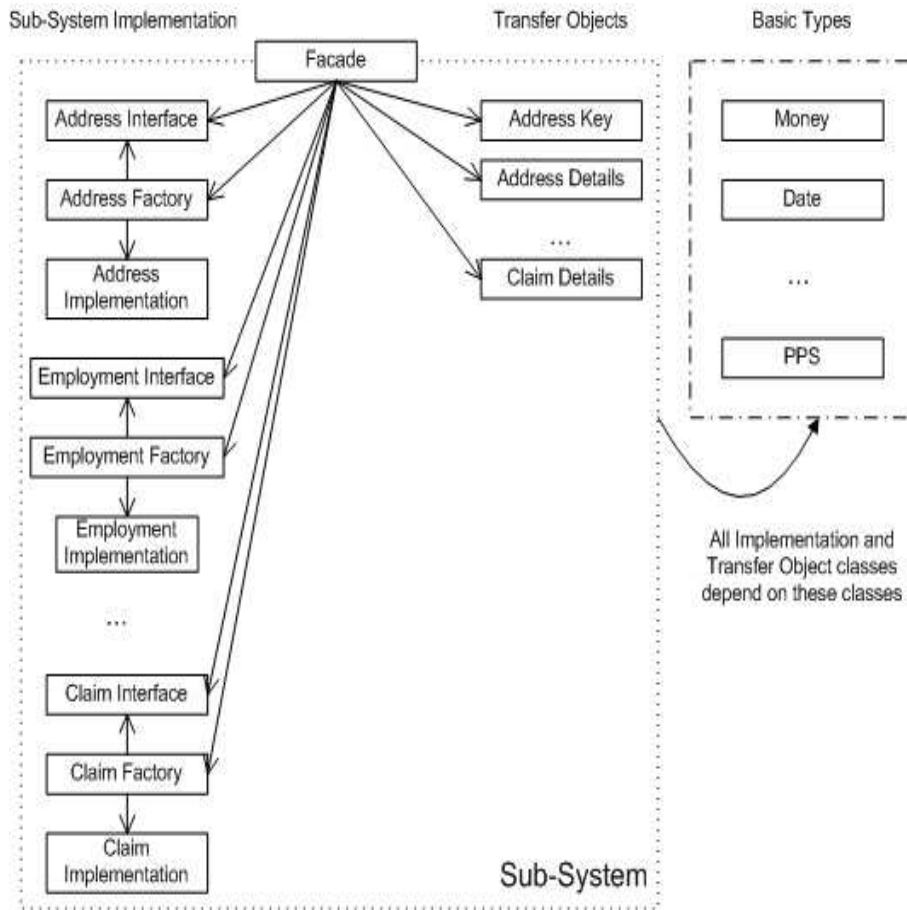 Sub-System Implementation
Transfer Objects
Basic Types
Facade
Address Interface
Address Key
Money
Address Factory
Address Details
Date
...
Address
Implementation
Claim Details
...
Employment Interface
PPS
Employment Factory
Employment
Implementation
All Implementation and
Transfer Object classes
depend on these classes
...
Claim Interface
Claim Factory
Claim
Implementation
Sub-System